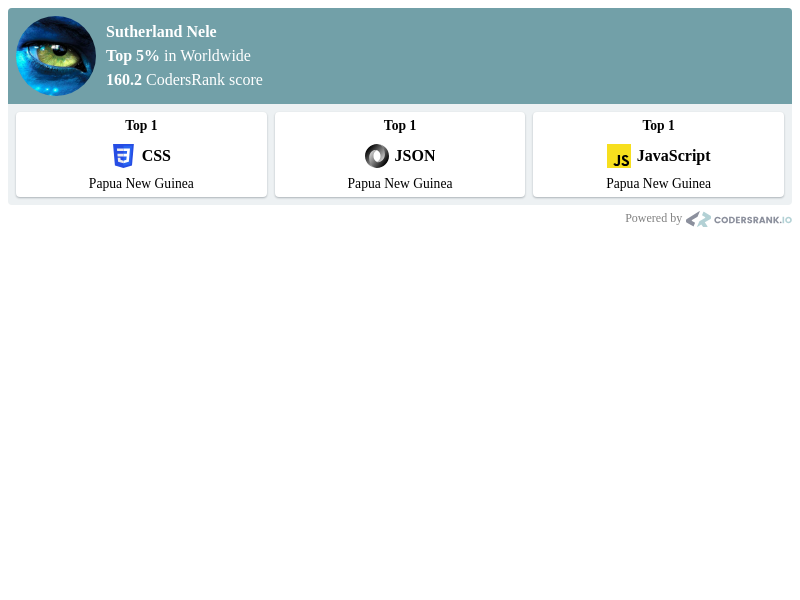 Sutherland Nele
Top 5% in Worldwide
160.2 CodersRank score
Top 1
CSS
Papua New Guinea
Top 1
JSON
Papua New Guinea
Top 1
JS JavaScript
Papua New Guinea
Powered by CODERSRANK.IO